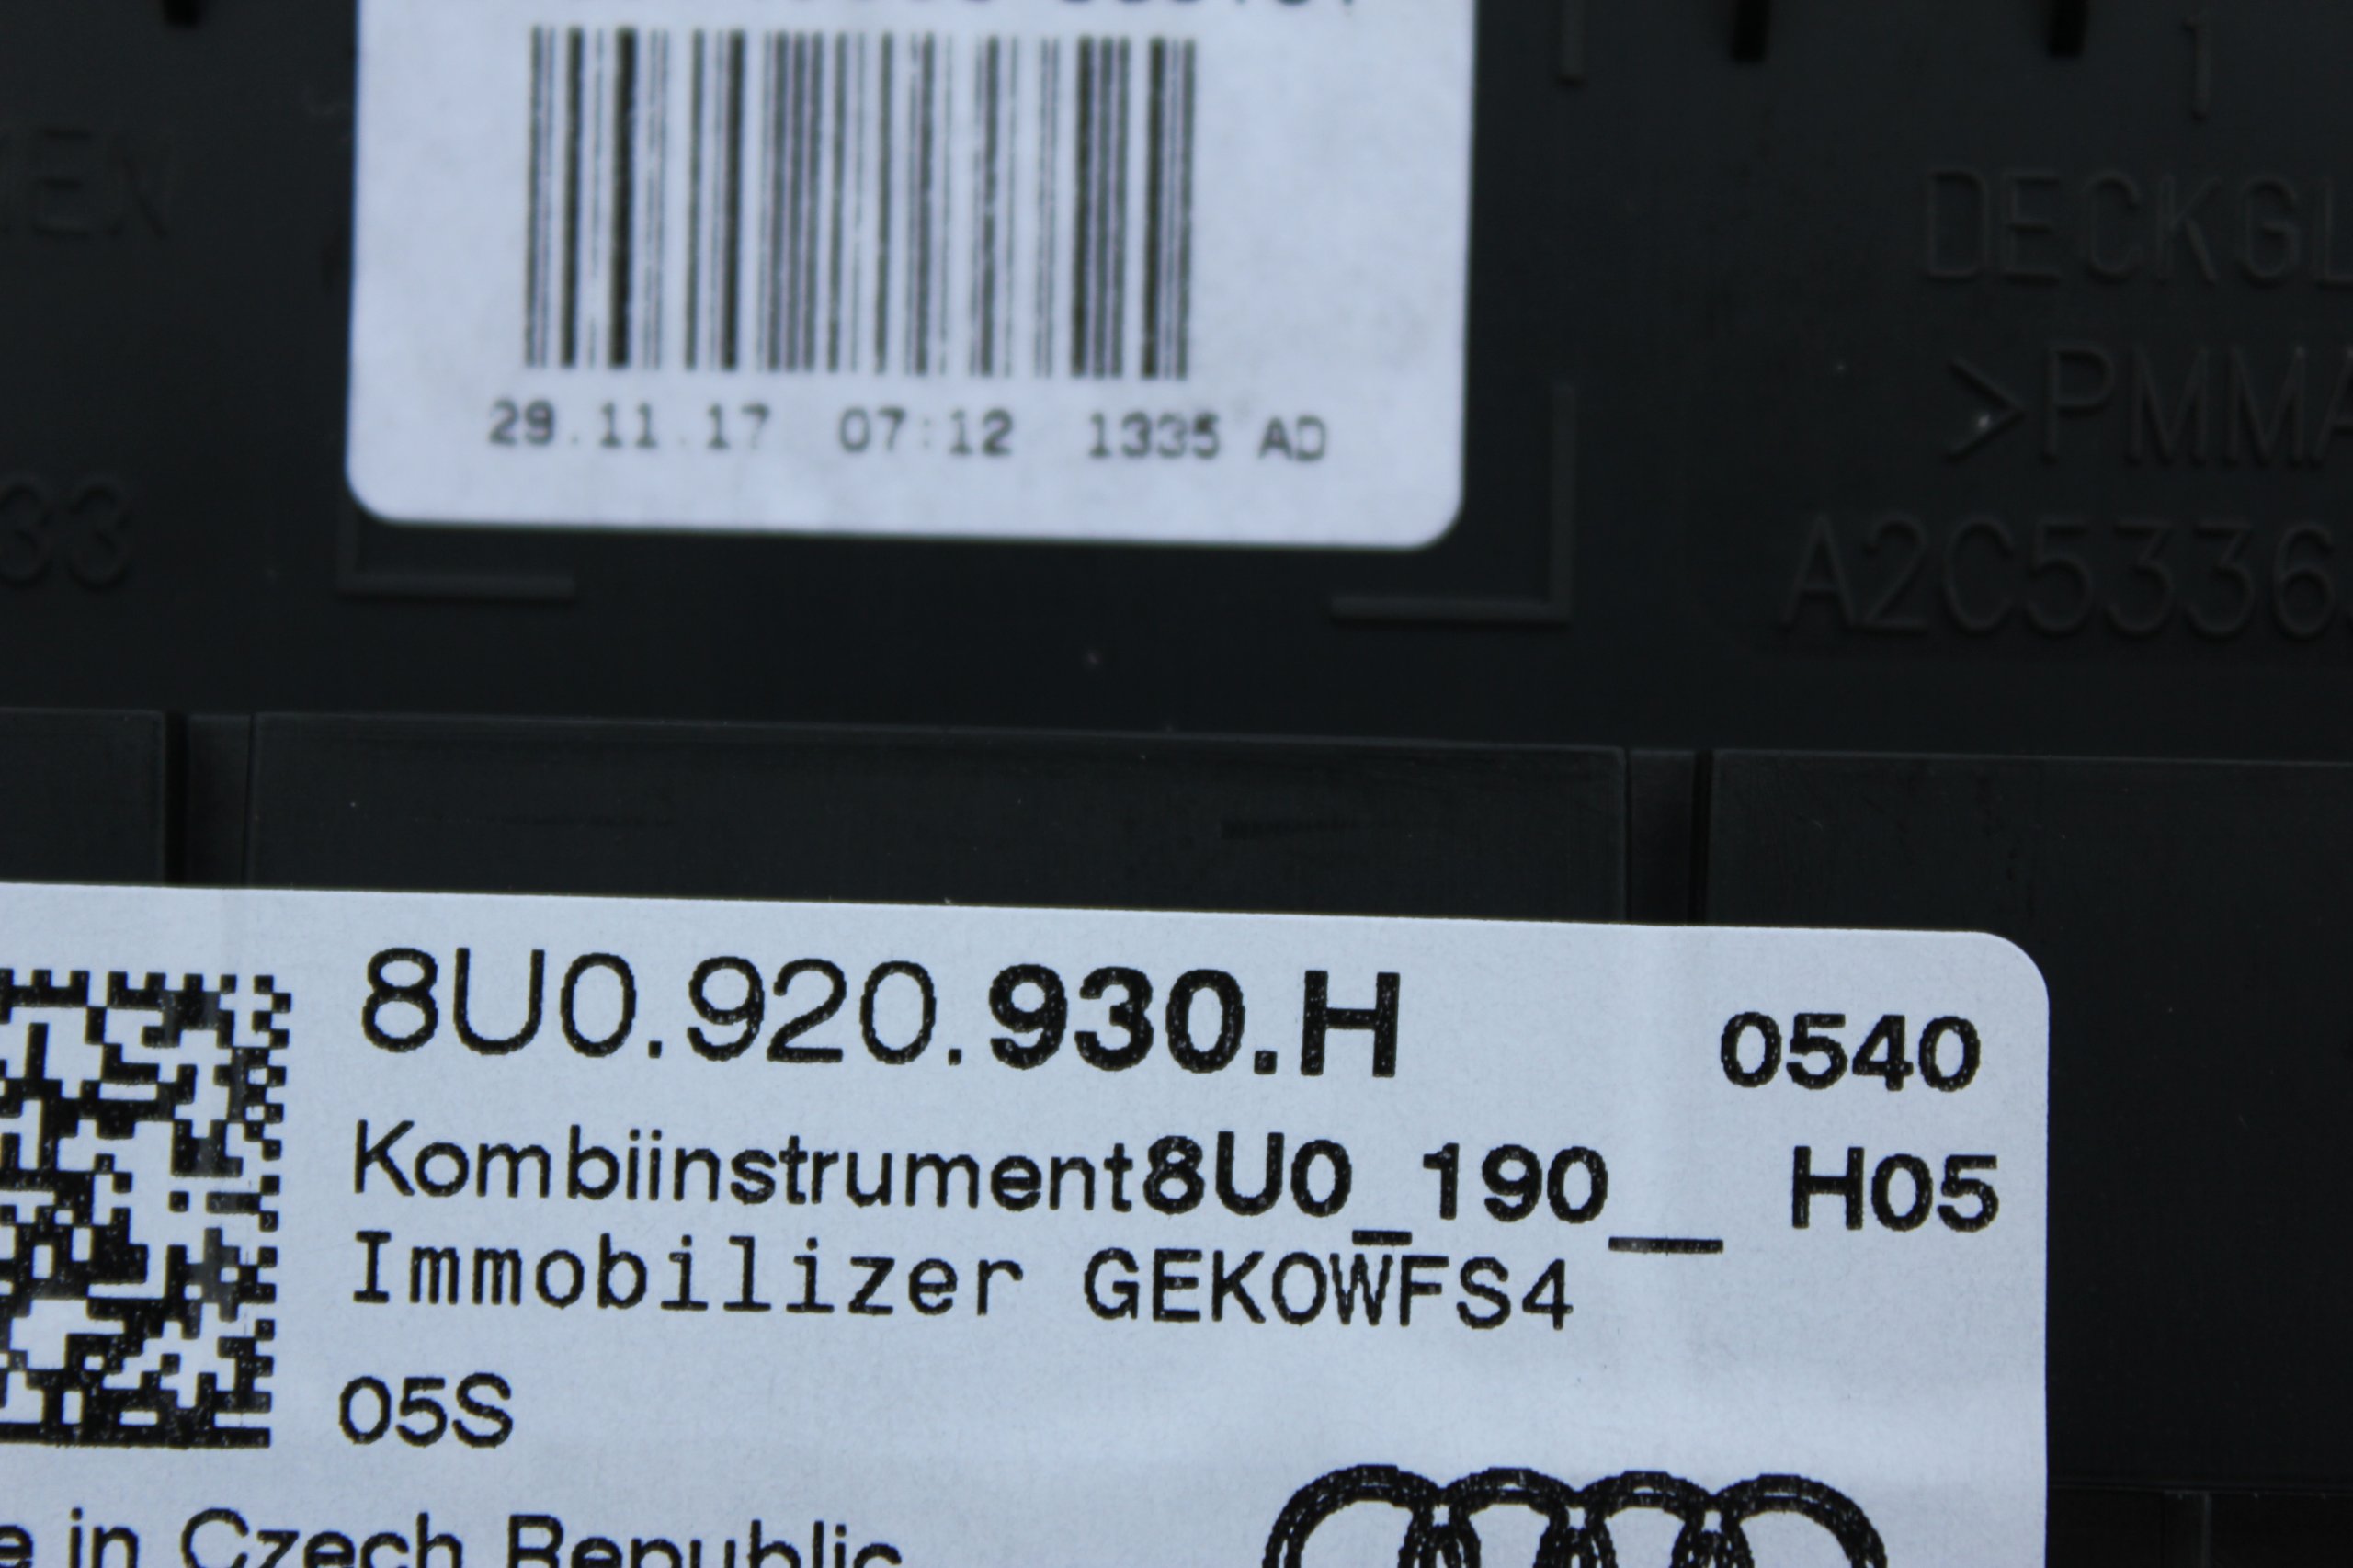 29.11.17 07:12 1335 AD
DECKGL
>PMMA
A2C5336
33
8U0.920.930.H 0540
Kombiinstrument8U0_190__ H05
Immobilizer GEKOWFS4
05S
e in Czech Republic